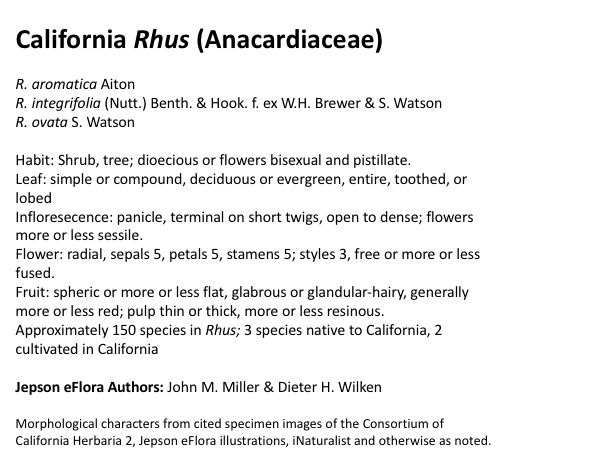 California Rhus (Anacardiaceae)
R. aromatica Aiton
R. integrifolia (Nutt.) Benth. & Hook. f. ex W.H. Brewer & S. Watson
R. ovata S. Watson
Habit: Shrub, tree; dioecious or flowers bisexual and pistillate.
Leaf: simple or compound, deciduous or evergreen, entire, toothed, or
lobed
Infloresecence: panicle, terminal on short twigs, open to dense; flowers
more or less sessile.
Flower: radial, sepals 5, petals 5, stamens 5; styles 3, free or more or less
fused.
Fruit: spheric or more or less flat, glabrous or glandular-hairy, generally
more or less red; pulp thin or thick, more or less resinous.
Approximately 150 species in Rhus; 3 species native to California, 2
cultivated in California
Jepson eFlora Authors: John M. Miller & Dieter H. Wilken
Morphological characters from cited specimen images of the Consortium of
California Herbaria 2, Jepson eFlora illustrations, iNaturalist and otherwise as noted.